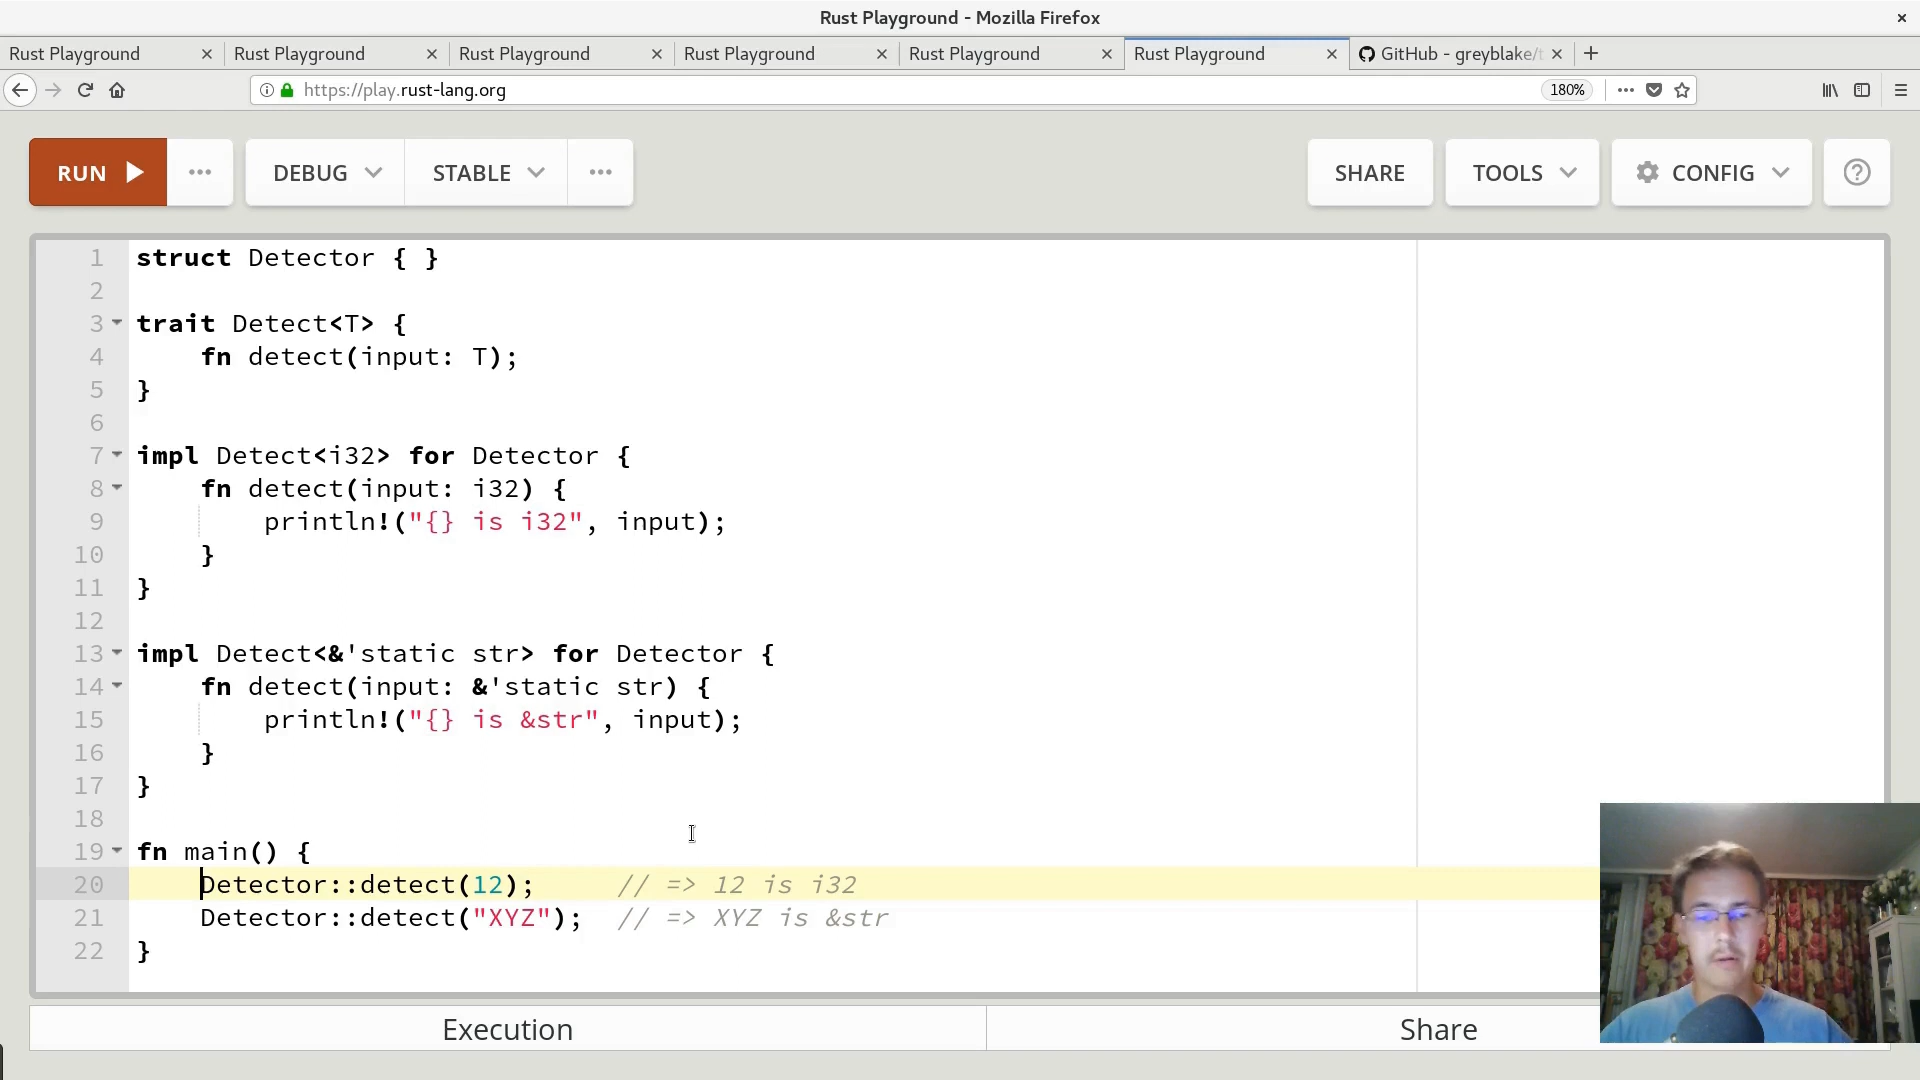 Rust Playground - Mozilla Firefox
Rust Playground Rust Playground Rust Playground Rust Playground Rust Playground Rust Playground GitHub - greyblake/t
https://play.rust-lang.org 180%
RUN DEBUG STABLE SHARE TOOLS CONFIG
1 struct Detector { }
2
3 trait Detect<T> {
4     fn detect(input: T);
5 }
6
7 impl Detect<i32> for Detector {
8     fn detect(input: i32) {
9         println!("{} is i32", input);
10     }
11 }
12
13 impl Detect<&'static str> for Detector {
14     fn detect(input: &'static str) {
15         println!("{} is &str", input);
16     }
17 }
18
19 fn main() {
20     Detector::detect(12);     // => 12 is i32
21     Detector::detect("XYZ");  // => XYZ is &str
22 }
Execution Share